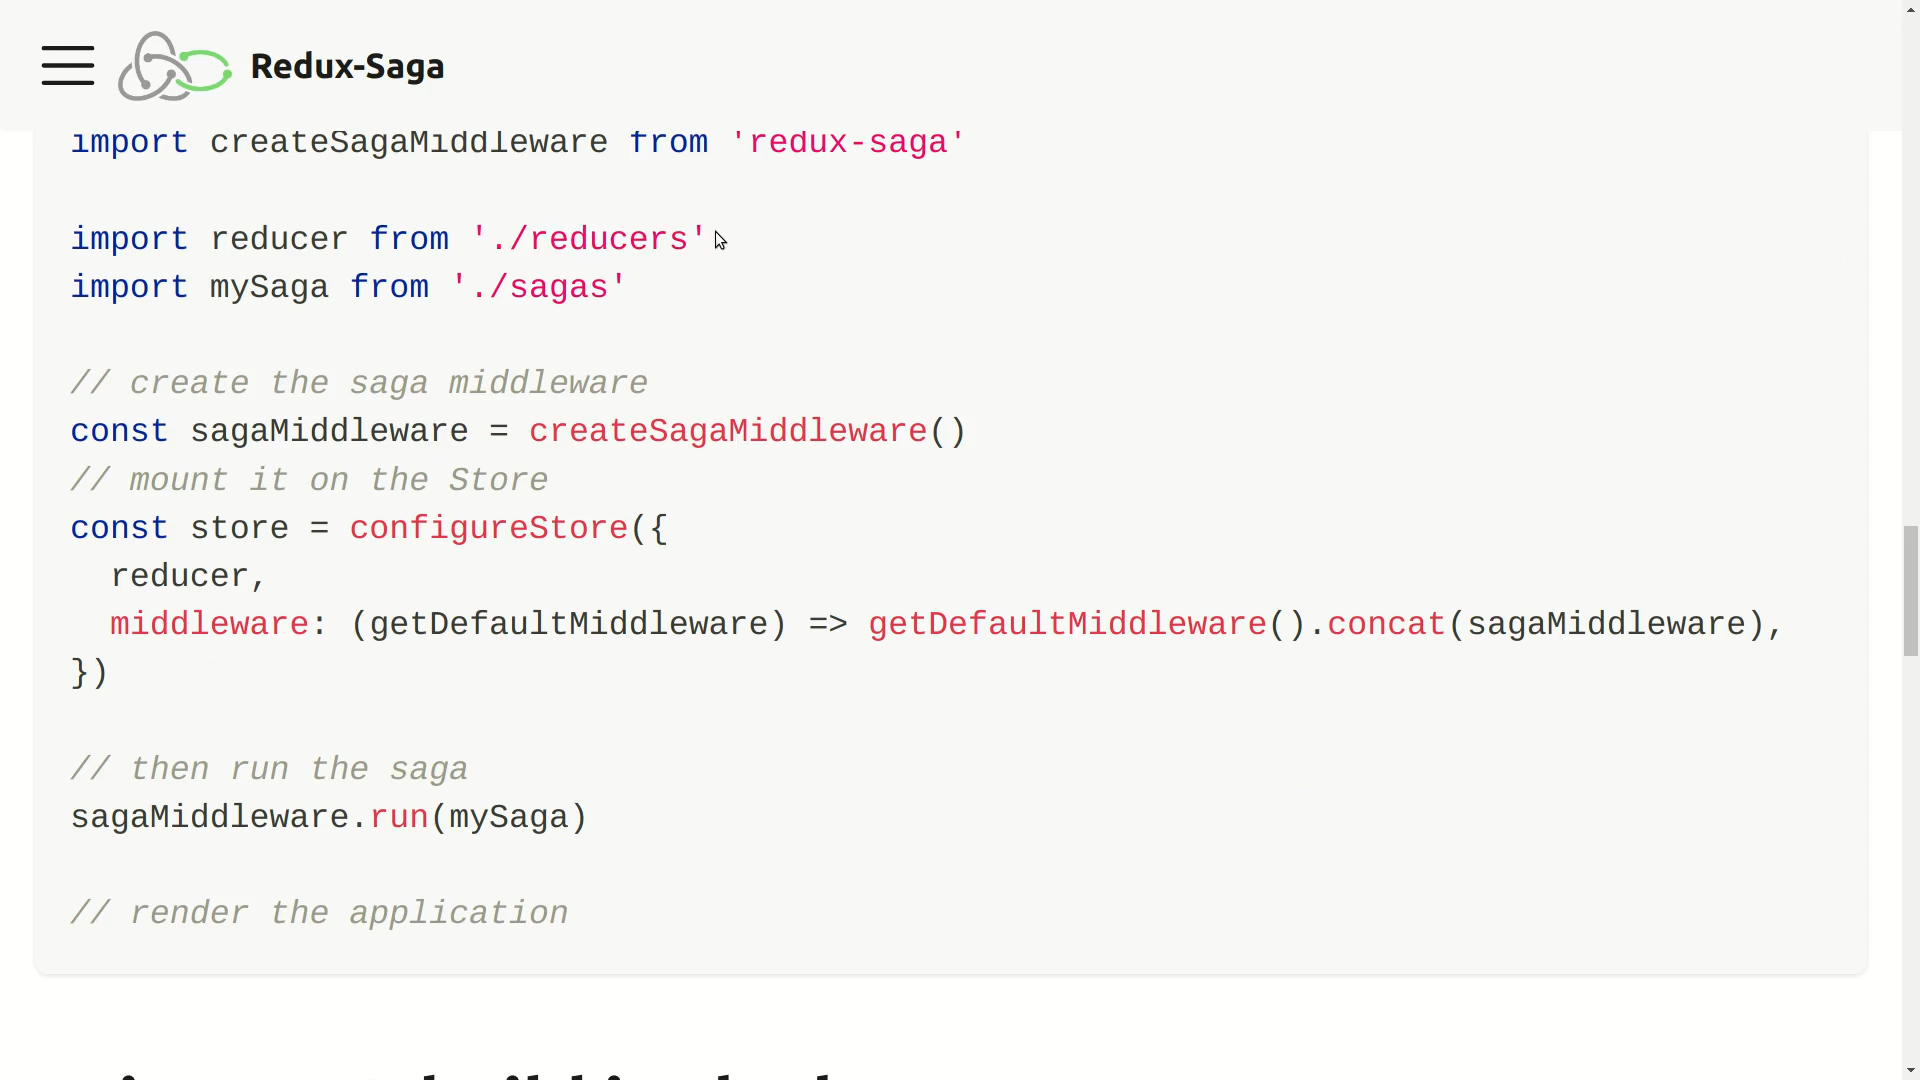 Redux-Saga
import createSagaMiddleware from 'redux-saga'
import reducer from './reducers'
import mySaga from './sagas'
// create the saga middleware
const sagaMiddleware = createSagaMiddleware()
// mount it on the Store
const store = configureStore({
  reducer,
  middleware: (getDefaultMiddleware) => getDefaultMiddleware().concat(sagaMiddleware),
})
// then run the saga
sagaMiddleware.run(mySaga)
// render the application